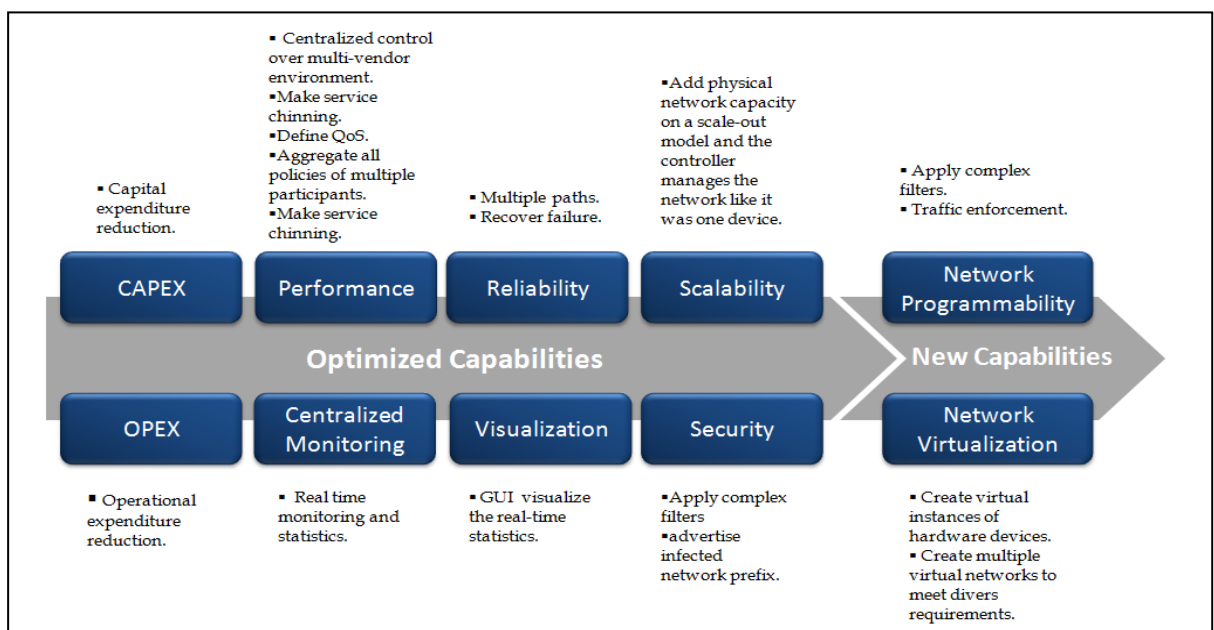 ▪ Capital
expenditure
reduction.
▪ Centralized control
over multi-vendor
environment.
▪Make service
chinning.
▪Define QoS.
▪Aggregate all
policies of multiple
participants.
▪Make service
chinning.
▪ Multiple paths.
▪ Recover failure.
▪Add physical
network capacity
on a scale-out
model and the
controller
manages the
network like it
was one device.
▪ Apply complex
filters.
▪ Traffic enforcement.
CAPEX
Performance
Reliability
Scalability
Network
Programmability
Optimized Capabilities
New Capabilities
OPEX
Centralized
Monitoring
Visualization
Security
Network
Virtualization
▪ Operational
expenditure
reduction.
▪ Real time
monitoring and
statistics.
▪ GUI visualize
the real-time
statistics.
▪Apply complex
filters
▪advertise
infected
network prefix.
▪ Create virtual
instances of
hardware devices.
▪ Create multiple
virtual networks to
meet divers
requirements.